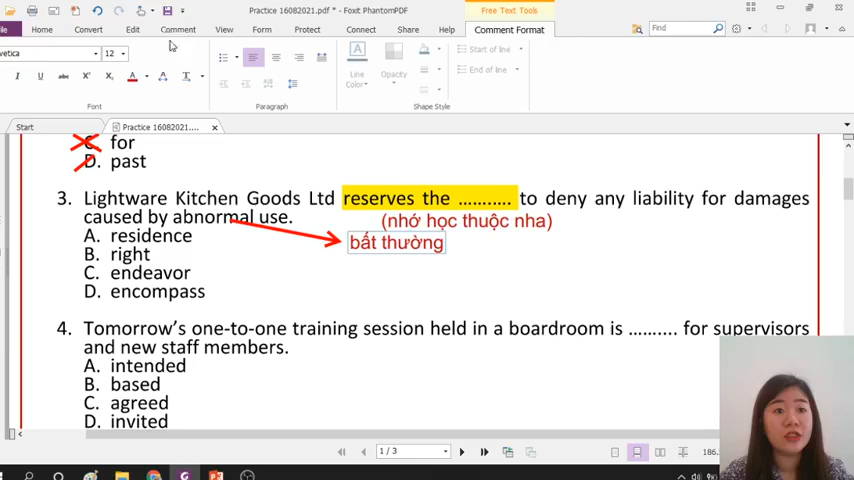 Practice 16082021.pdf * - Foxit PhantomPDF
Free Text Tools
Home Convert Edit Comment View Form Protect Connect Share Help Comment Format
Find
12
Line Color
Opacity
Start of line
End of line
Font Paragraph Shape Style
Start Practice 16082021....
C. for
D. past
3. Lightware Kitchen Goods Ltd reserves the ........... to deny any liability for damages
caused by abnormal use.
(nhớ học thuộc nha)
A. residence
bất thường
B. right
C. endeavor
D. encompass
4. Tomorrow's one-to-one training session held in a boardroom is .......... for supervisors
and new staff members.
A. intended
B. based
C. agreed
D. invited
1 / 3